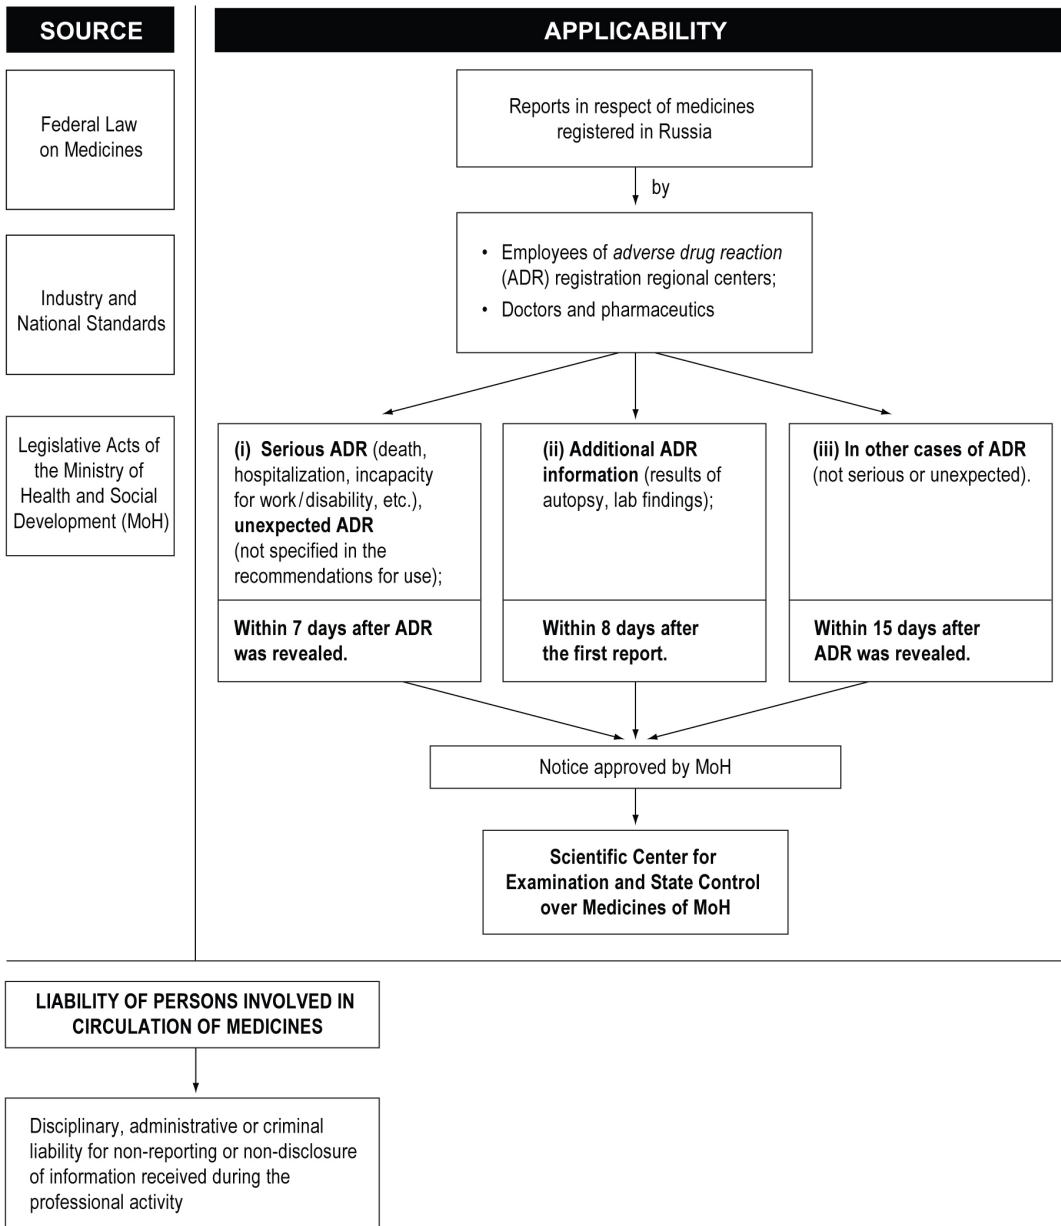 SOURCE
Federal Law
on Medicines
Industry and
National Standards
Legislative Acts of
the Ministry of
Health and Social
Development (MoH)
APPLICABILITY
Reports in respect of medicines
registered in Russia
by
• Employees of adverse drug reaction
(ADR) registration regional centers;
• Doctors and pharmaceutics
(i) Serious ADR (death,
hospitalization, incapacity
for work/disability, etc.),
unexpected ADR
(not specified in the
recommendations for use);
Within 7 days after ADR
was revealed.
(ii) Additional ADR
information (results of
autopsy, lab findings);
Within 8 days after
the first report.
(iii) In other cases of ADR
(not serious or unexpected).
Within 15 days after
ADR was revealed.
Notice approved by MoH
Scientific Center for
Examination and State Control
over Medicines of MoH
LIABILITY OF PERSONS INVOLVED IN
CIRCULATION OF MEDICINES
Disciplinary, administrative or criminal
liability for non-reporting or non-disclosure
of information received during the
professional activity